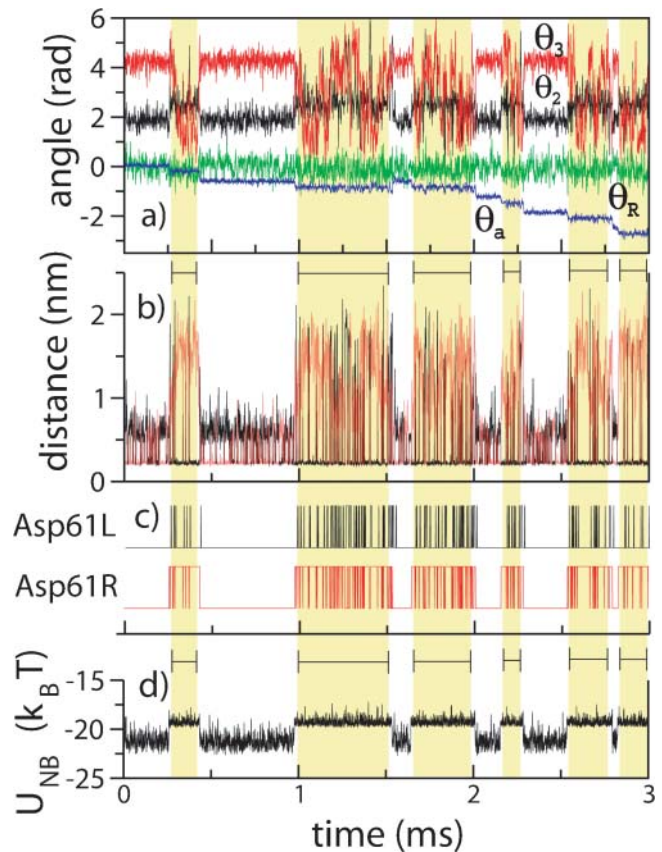 6
4
2
0
-2
angle (rad)
θ3
θ2
θR
θa
a)
2
1
0
distance (nm)
b)
c)
Asp61L
Asp61R
d)
-15
-20
-25
UNB (kBT)
0 1 2 3
time (ms)